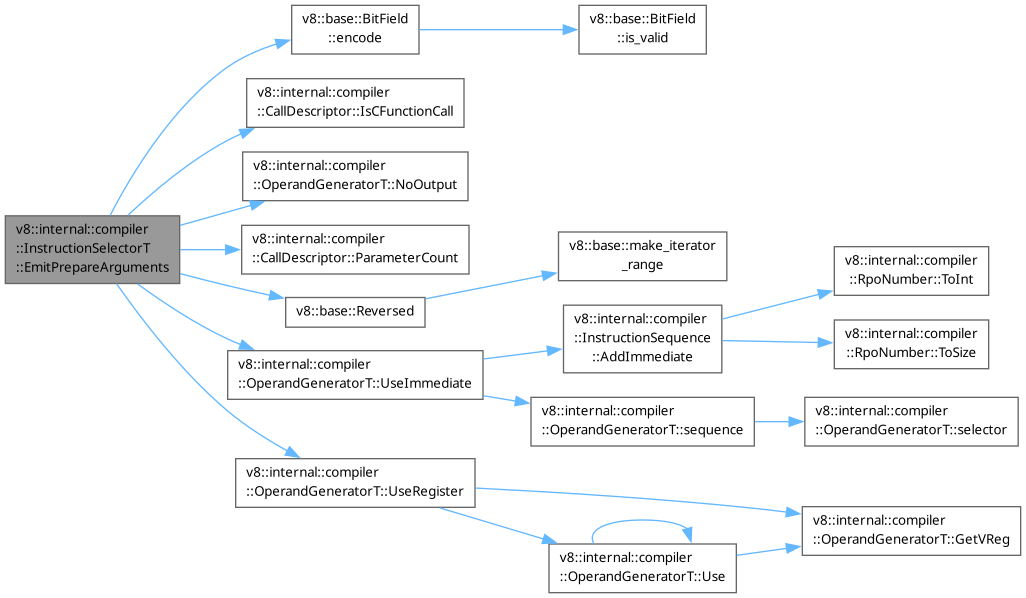 v8::base::BitField
::encode
v8::base::BitField
::is_valid
v8::internal::compiler
::CallDescriptor::IsCFunctionCall
v8::internal::compiler
::OperandGeneratorT::NoOutput
v8::internal::compiler
::InstructionSelectorT
::EmitPrepareArguments
v8::internal::compiler
::CallDescriptor::ParameterCount
v8::base::make_iterator
_range
v8::internal::compiler
::RpoNumber::ToInt
v8::base::Reversed
v8::internal::compiler
::InstructionSequence
::AddImmediate
v8::internal::compiler
::RpoNumber::ToSize
v8::internal::compiler
::OperandGeneratorT::UseImmediate
v8::internal::compiler
::OperandGeneratorT::sequence
v8::internal::compiler
::OperandGeneratorT::selector
v8::internal::compiler
::OperandGeneratorT::UseRegister
v8::internal::compiler
::OperandGeneratorT::GetVReg
v8::internal::compiler
::OperandGeneratorT::Use